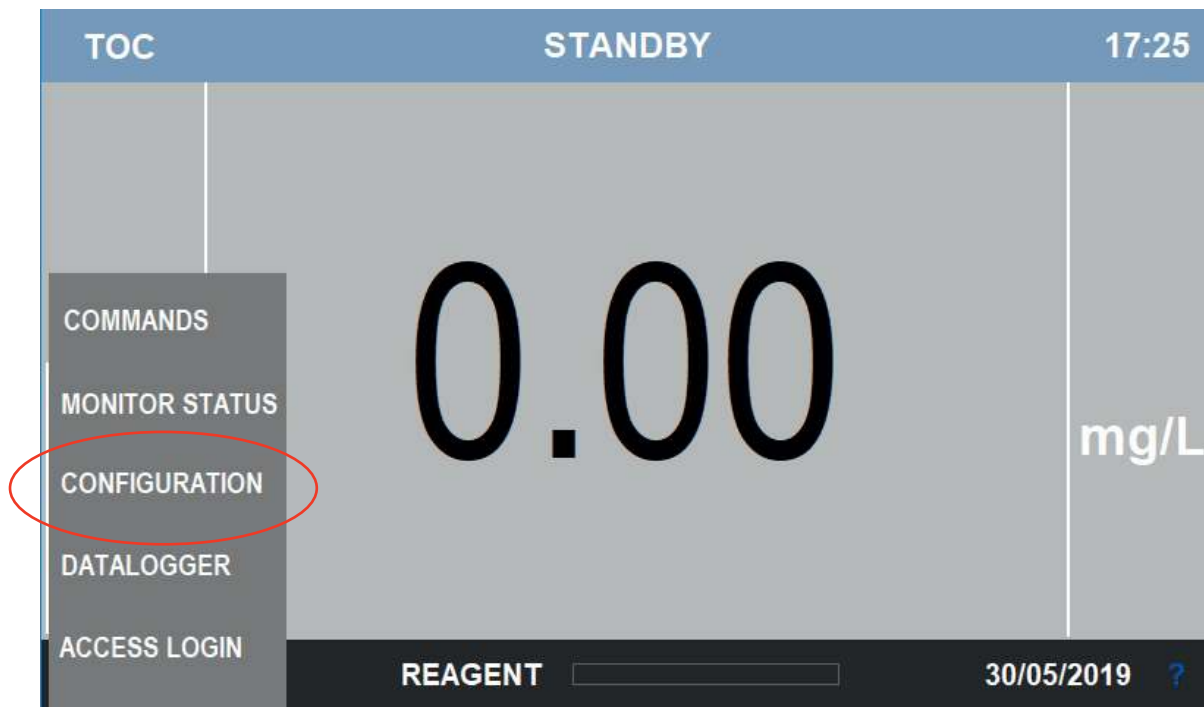 TOC STANDBY 17:25
0.00
mg/L
COMMANDS
MONITOR STATUS
CONFIGURATION
DATALOGGER
ACCESS LOGIN
REAGENT 30/05/2019 ?